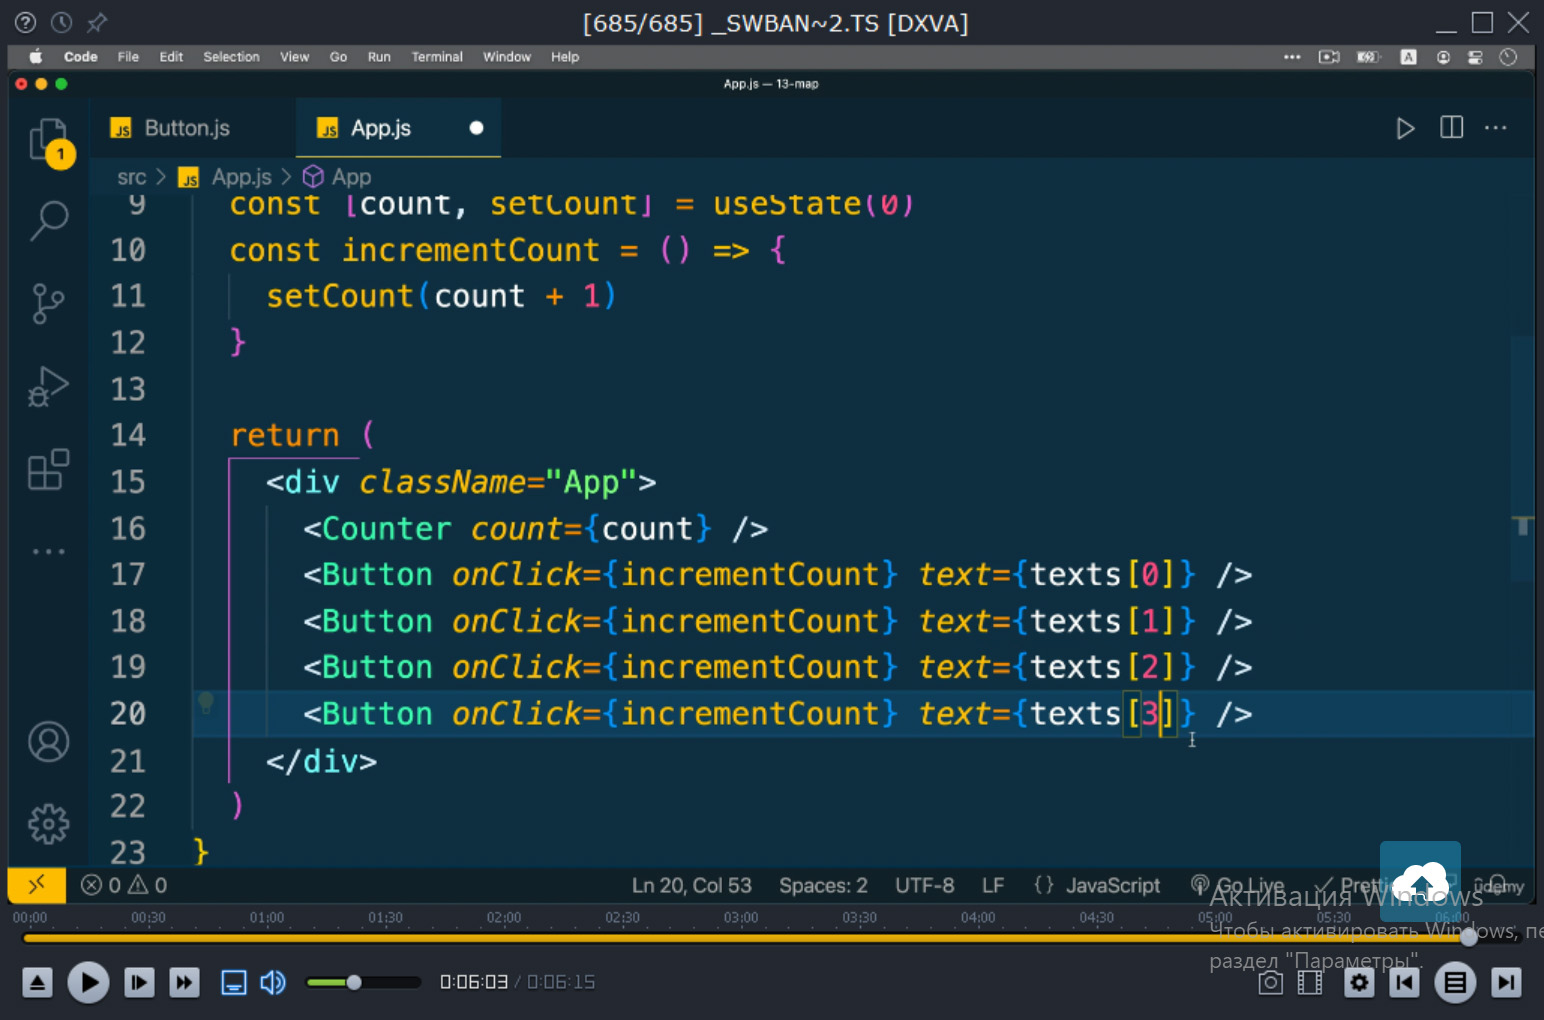 [685/685] _SWBAN~2.TS [DXVA]
Code File Edit Selection View Go Run Terminal Window Help
A
App.js — 13-map
JS Button.js
JS App.js
1
src > JS App.js > App
9 const [count, setCount] = useState(0)
10 const incrementCount = () => {
11 setCount(count + 1)
12 }
13
14 return (
15 <div className="App">
16 <Counter count={count} />
17 <Button onClick={incrementCount} text={texts[0]} />
18 <Button onClick={incrementCount} text={texts[1]} />
19 <Button onClick={incrementCount} text={texts[2]} />
20 <Button onClick={incrementCount} text={texts[3]} />
21 </div>
22 )
23 }
0 0 Ln 20, Col 53 Spaces: 2 UTF-8 LF {} JavaScript Go Live
ûdemy
Активация Windows
Чтобы активировать Windows,
раздел "Параметры".
00:00 00:30 01:00 01:30 02:00 02:30 03:00 03:30 04:00 04:30 05:00 05:30 06:00
0:06:03 / 0:06:15